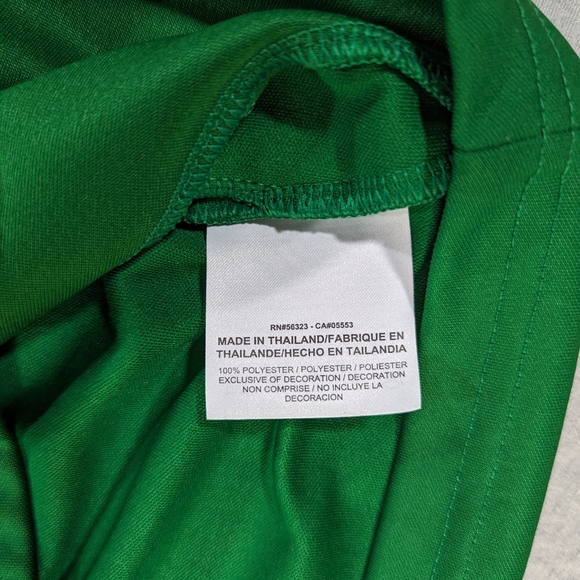 RN#56323 - CA#05553
MADE IN THAILAND/FABRIQUE EN
THAILANDE/HECHO EN TAILANDIA
100% POLYESTER / POLYESTER / POLIESTER
EXCLUSIVE OF DECORATION / DECORATION
NON COMPRISE / NO INCLUYE LA
DECORACION